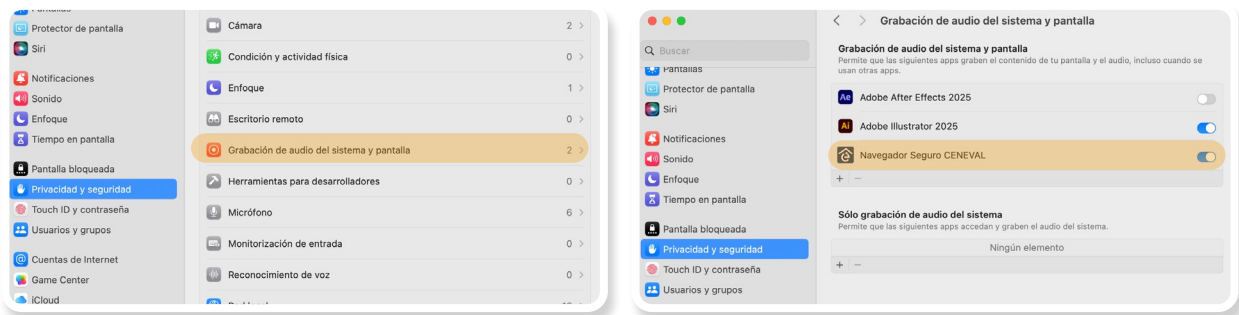 Protector de pantalla
Siri
Notificaciones
Sonido
Enfoque
Tiempo en pantalla
Pantalla bloqueada
Privacidad y seguridad
Touch ID y contraseña
Usuarios y grupos
Cuentas de Internet
Game Center
iCloud
Cámara 2
Condición y actividad física 0
Enfoque 1
Escritorio remoto 0
Grabación de audio del sistema y pantalla 2
Herramientas para desarrolladores 0
Micrófono 6
Monitorización de entrada 0
Reconocimiento de voz 0
Buscar
Pantallas
Protector de pantalla
Siri
Notificaciones
Sonido
Enfoque
Tiempo en pantalla
Pantalla bloqueada
Privacidad y seguridad
Touch ID y contraseña
Usuarios y grupos
Grabación de audio del sistema y pantalla
Grabación de audio del sistema y pantalla
Permite que las siguientes apps graben el contenido de tu pantalla y el audio, incluso cuando se
usan otras apps.
Ae Adobe After Effects 2025
Ai Adobe Illustrator 2025
Navegador Seguro CENEVAL
Sólo grabación de audio del sistema
Permite que las siguientes apps accedan y graben el audio del sistema.
Ningún elemento